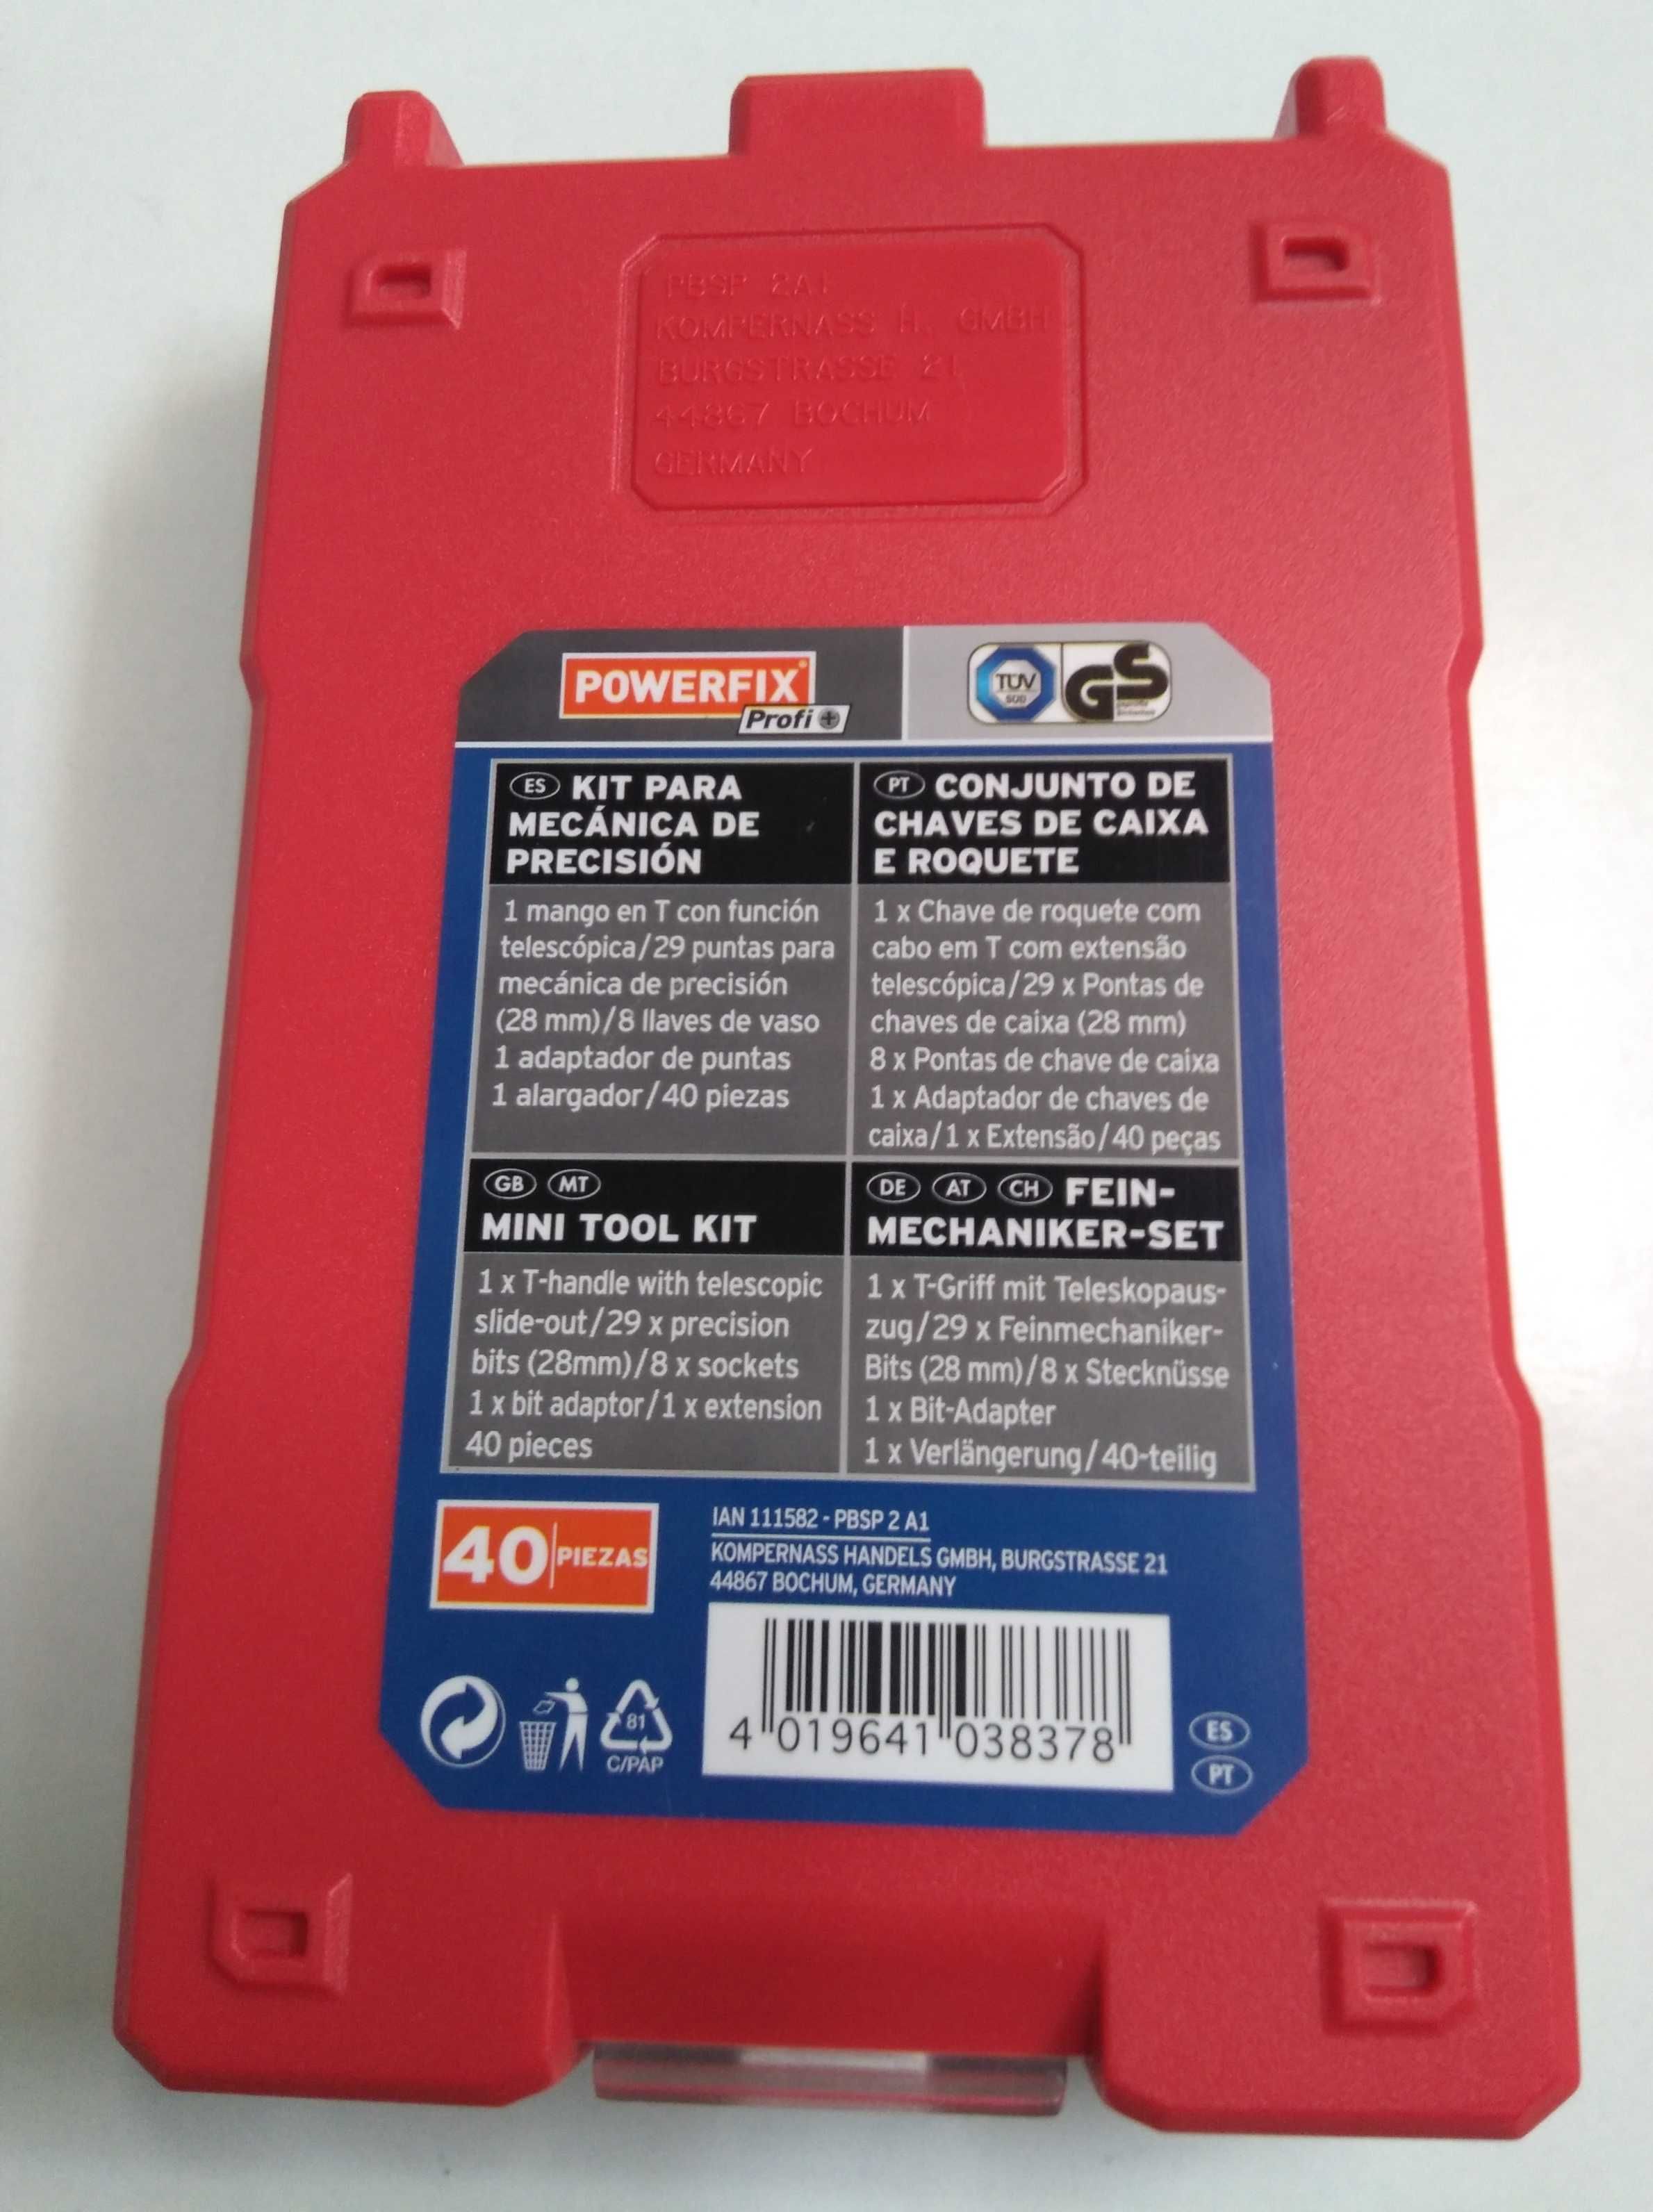 PBSP 2A1
KOMPERNASS H. GMBH
BURGSTRASSE 21
44867 BOCHUM
GERMANY
POWERFIX®
Profi+
TÜV
SÜD
GS
ES KIT PARA
MECÁNICA DE
PRECISIÓN
1 mango en T con función
telescópica/29 puntas para
mecánica de precisión
(28 mm)/8 llaves de vaso
1 adaptador de puntas
1 alargador/40 piezas
PT CONJUNTO DE
CHAVES DE CAIXA
E ROQUETE
1 x Chave de roquete com
cabo em T com extensão
telescópica/29 x Pontas de
chaves de caixa (28 mm)
8 x Pontas de chave de caixa
1 x Adaptador de chaves de
caixa/1 x Extensão/40 peças
GB MT
MINI TOOL KIT
1 x T-handle with telescopic
slide-out/29 x precision
bits (28mm)/8 x sockets
1 x bit adaptor/1 x extension
40 pieces
DE AT CH FEIN-
MECHANIKER-SET
1 x T-Griff mit Teleskopaus-
zug/29 x Feinmechaniker-
Bits (28 mm)/8 x Stecknüsse
1 x Bit-Adapter
1 x Verlängerung/40-teilig
40 PIEZAS
IAN 111582 - PBSP 2 A1
KOMPERNASS HANDELS GMBH, BURGSTRASSE 21
44867 BOCHUM, GERMANY
81
C/PAP
4 019641 038378
ES
PT